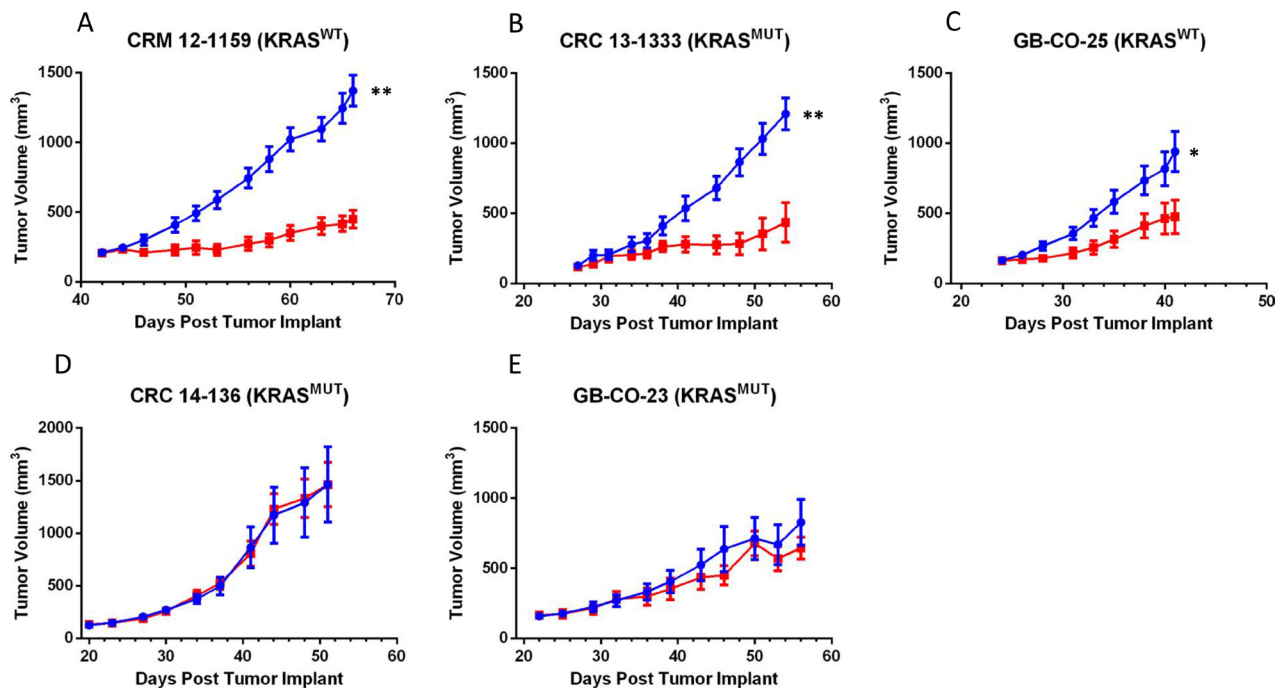 A
CRM 12-1159 (KRAS^WT)
Tumor Volume (mm³)
1500
1000
500
0
**
40 50 60 70
Days Post Tumor Implant
B
CRC 13-1333 (KRAS^MUT)
Tumor Volume (mm³)
1500
1000
500
0
**
20 30 40 50 60
Days Post Tumor Implant
C
GB-CO-25 (KRAS^WT)
Tumor Volume (mm³)
1500
1000
500
0
*
20 30 40 50
Days Post Tumor Implant
D
CRC 14-136 (KRAS^MUT)
Tumor Volume (mm³)
2000
1500
1000
500
0
20 30 40 50 60
Days Post Tumor Implant
E
GB-CO-23 (KRAS^MUT)
Tumor Volume (mm³)
1500
1000
500
0
20 30 40 50 60
Days Post Tumor Implant